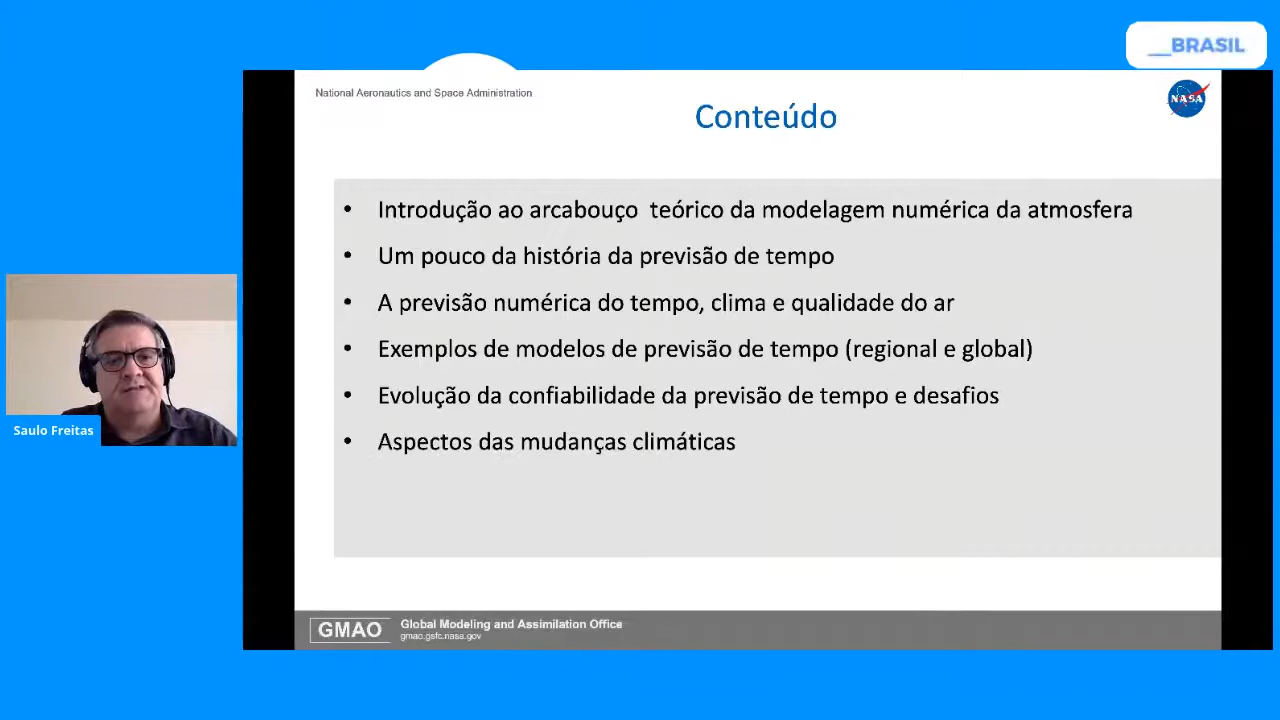 __BRASIL
National Aeronautics and Space Administration
NASA
Conteúdo
• Introdução ao arcabouço teórico da modelagem numérica da atmosfera
• Um pouco da história da previsão de tempo
• A previsão numérica do tempo, clima e qualidade do ar
• Exemplos de modelos de previsão de tempo (regional e global)
• Evolução da confiabilidade da previsão de tempo e desafios
• Aspectos das mudanças climáticas
Saulo Freitas
GMAO
Global Modeling and Assimilation Office
gmao.gsfc.nasa.gov